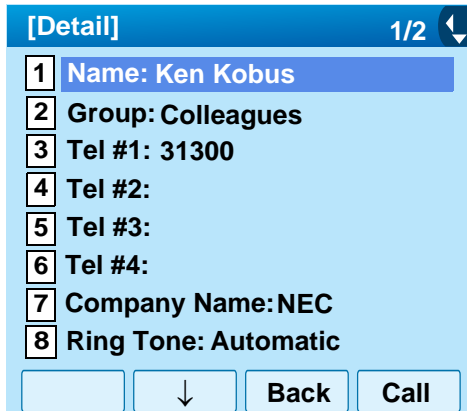 [Detail] 1/2
1 Name: Ken Kobus
2 Group: Colleagues
3 Tel #1: 31300
4 Tel #2:
5 Tel #3:
6 Tel #4:
7 Company Name: NEC
8 Ring Tone: Automatic
↓ Back Call